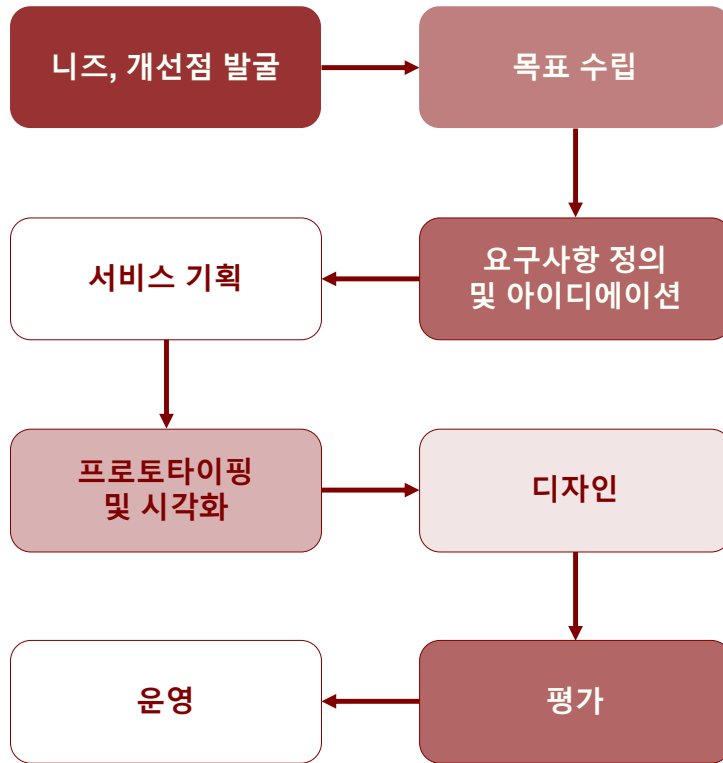 니즈, 개선점 발굴
목표 수립
요구사항 정의
및 아이디에이션
서비스 기획
프로토타이핑
및 시각화
디자인
평가
운영